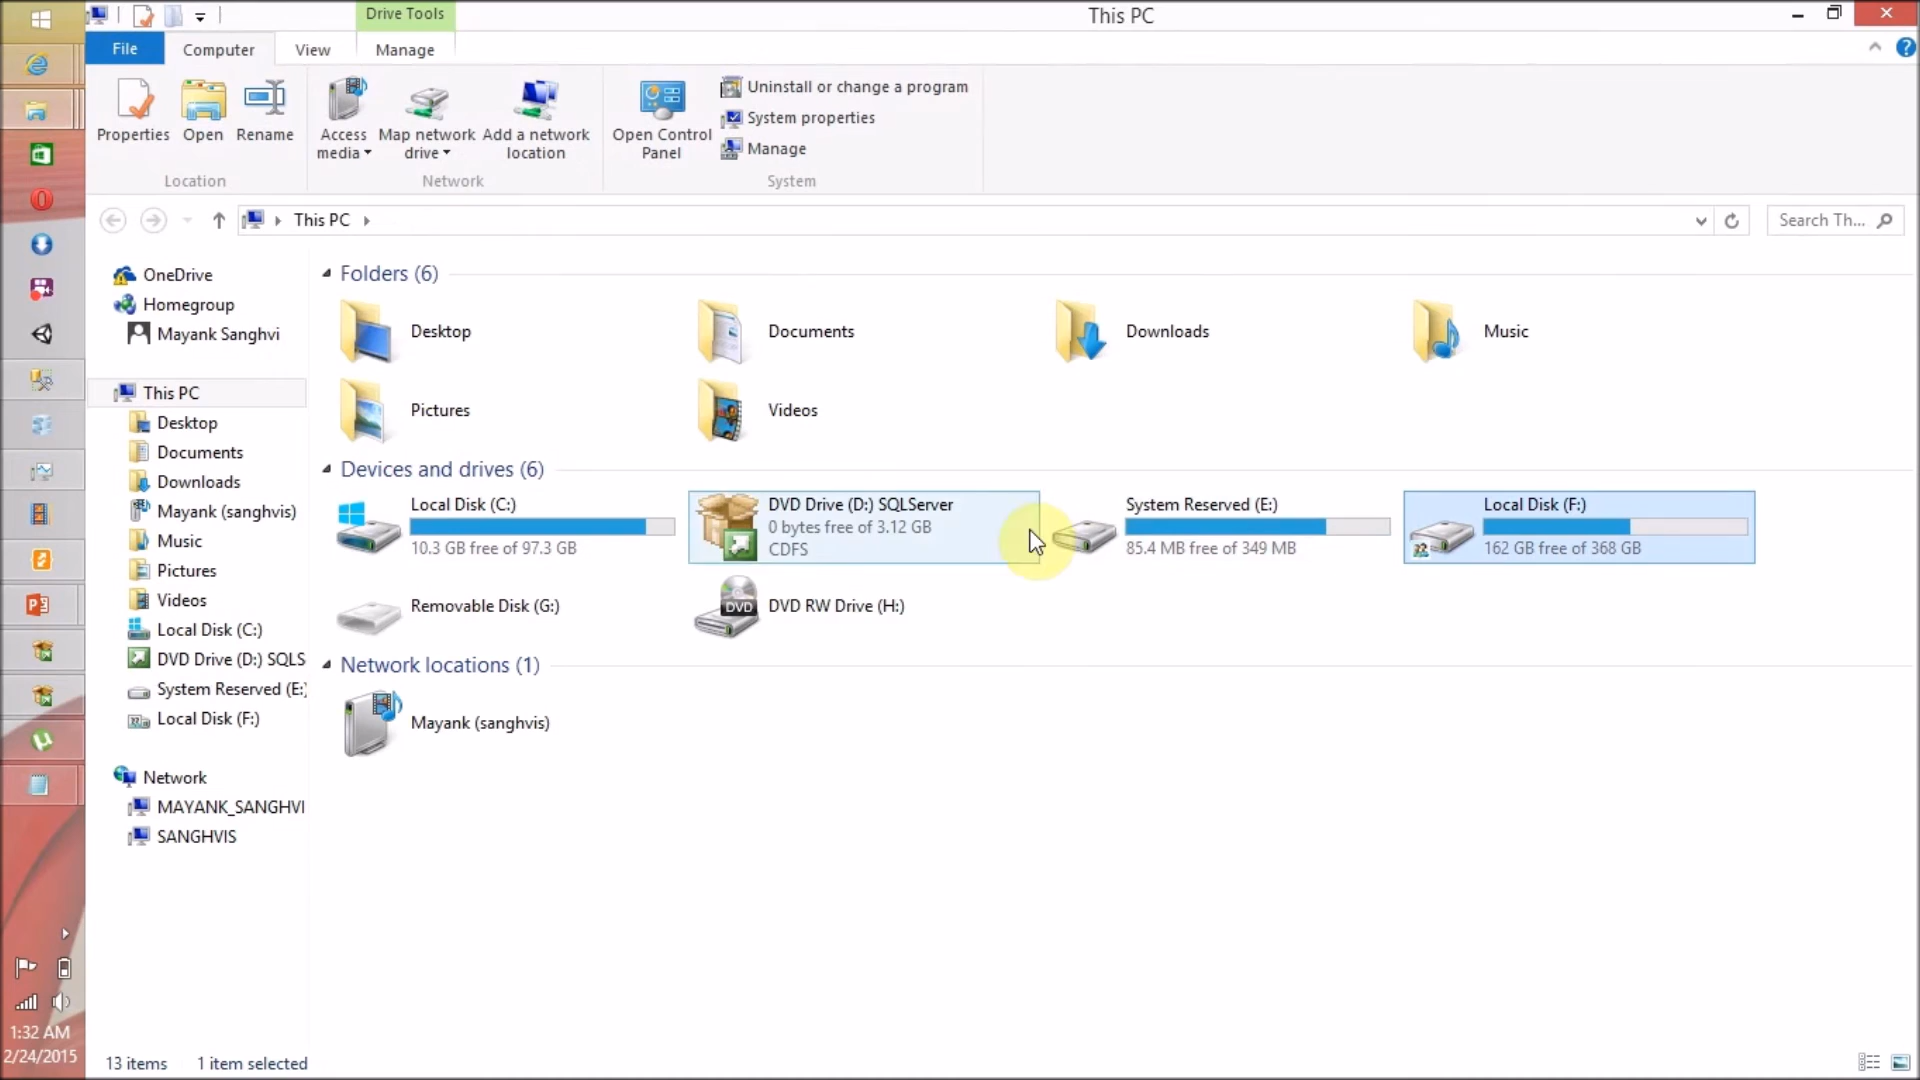 Drive Tools
This PC
File
Computer
View
Manage
Properties
Open
Rename
Access media
Map network drive
Add a network location
Open Control Panel
Uninstall or change a program
System properties
Manage
Location
Network
System
This PC
Search Th...
OneDrive
Homegroup
Mayank Sanghvi
This PC
Desktop
Documents
Downloads
Mayank (sanghvis)
Music
Pictures
Videos
Local Disk (C:)
DVD Drive (D:) SQLS
System Reserved (E:)
Local Disk (F:)
Network
MAYANK_SANGHVI
SANGHVIS
Folders (6)
Desktop
Documents
Downloads
Music
Pictures
Videos
Devices and drives (6)
Local Disk (C:)
10.3 GB free of 97.3 GB
DVD Drive (D:) SQLServer
0 bytes free of 3.12 GB
CDFS
System Reserved (E:)
85.4 MB free of 349 MB
Local Disk (F:)
162 GB free of 368 GB
Removable Disk (G:)
DVD
DVD RW Drive (H:)
Network locations (1)
Mayank (sanghvis)
1:32 AM
2/24/2015
13 items
1 item selected